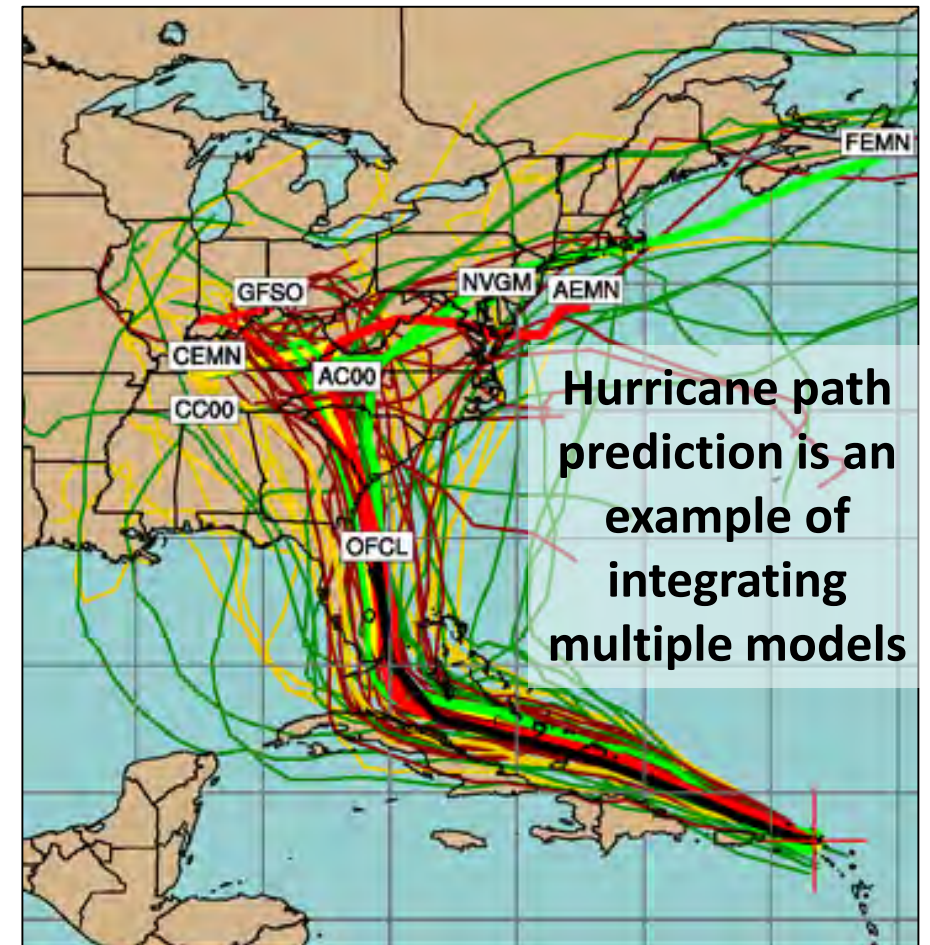 FEMN
NVGM
AEMN
GFSO
CEMN
AC00
CC00
OFCL
Hurricane path
prediction is an
example of
integrating
multiple models